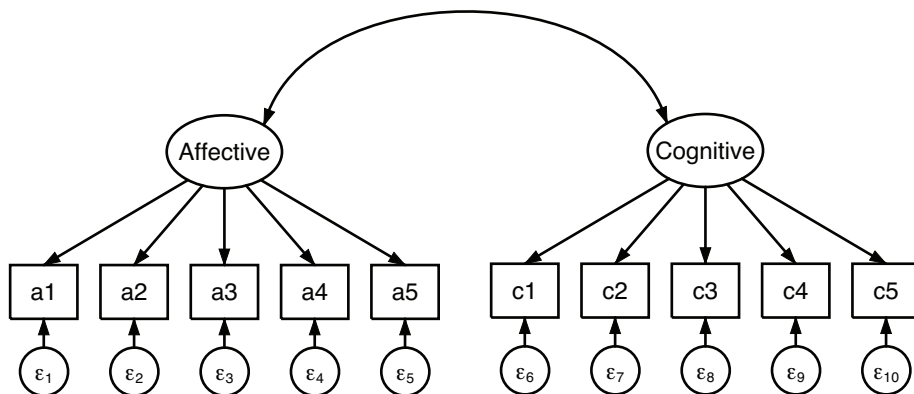 Affective Cognitive
a1 a2 a3 a4 a5 c1 c2 c3 c4 c5
ε1 ε2 ε3 ε4 ε5 ε6 ε7 ε8 ε9 ε10